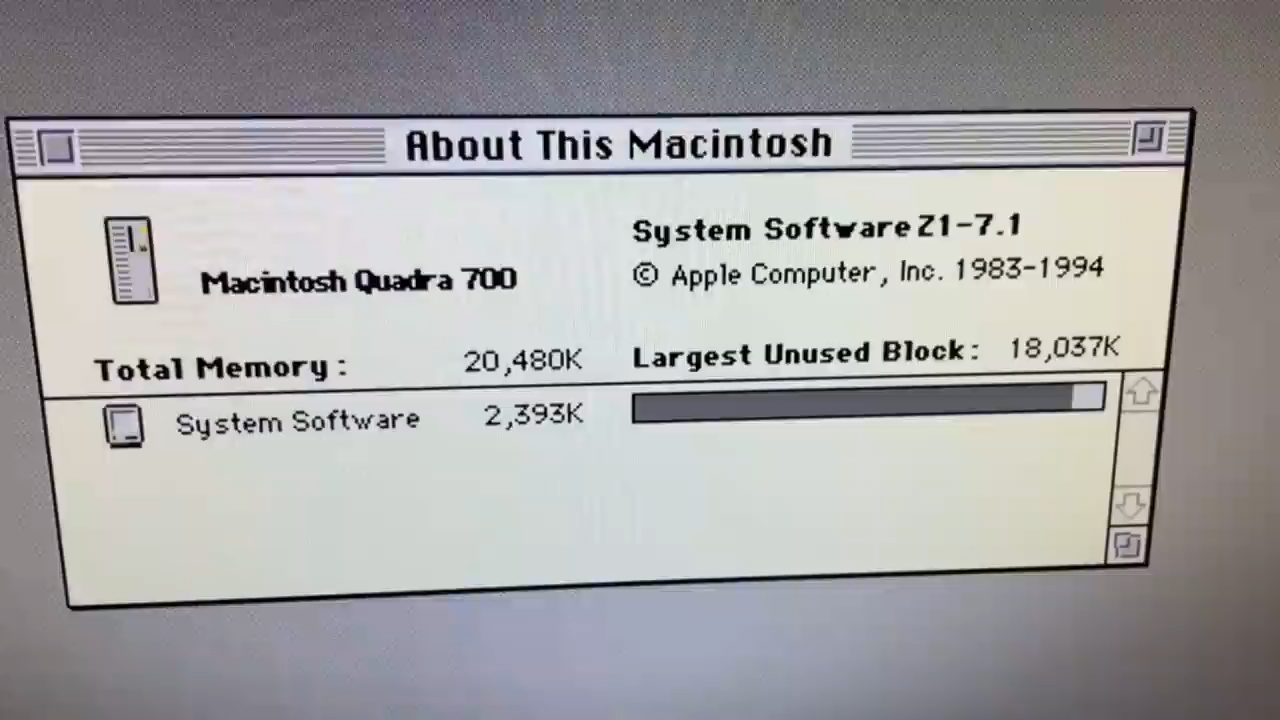 About This Macintosh
System Software Z1-7.1
Macintosh Quadra 700
© Apple Computer, Inc. 1983-1994
Total Memory: 20,480K
Largest Unused Block: 18,037K
System Software 2,393K